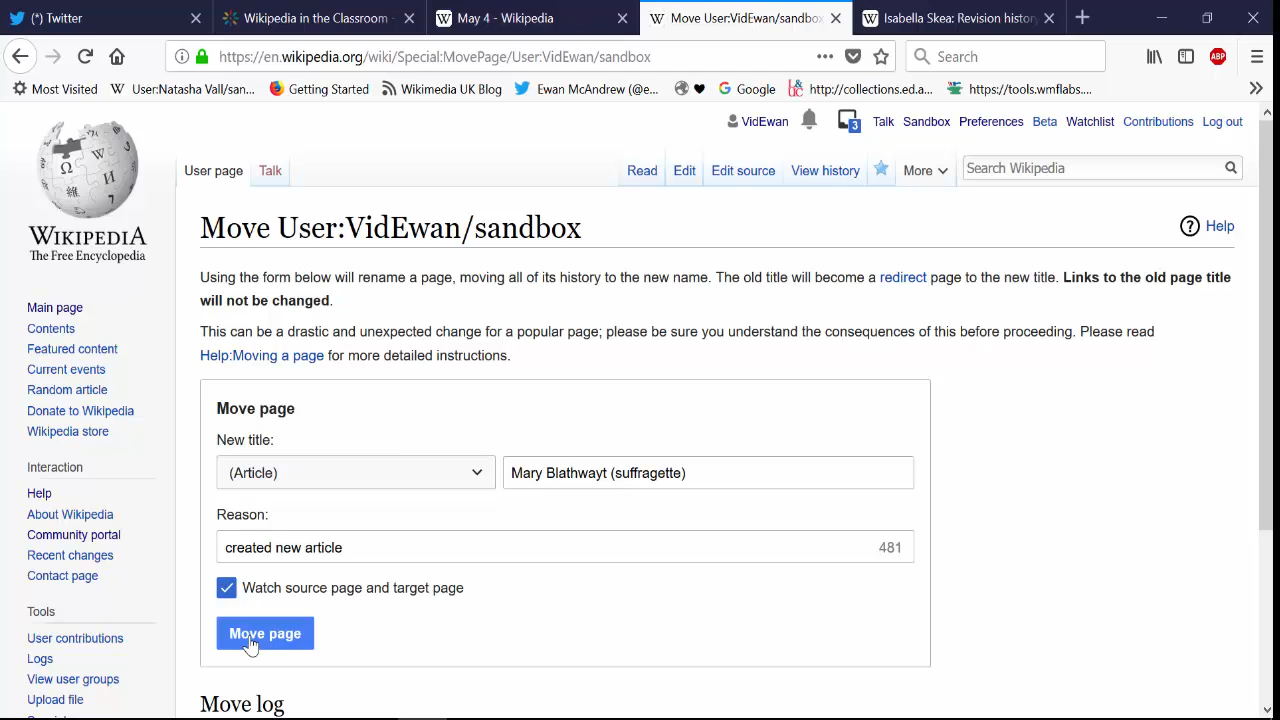 (*) Twitter
Wikipedia in the Classroom -
May 4 - Wikipedia
Move User:VidEwan/sandbox
Isabella Skea: Revision history
https://en.wikipedia.org/wiki/Special:MovePage/User:VidEwan/sandbox
Search
ABP
Most Visited
User:Natasha Vall/san...
Getting Started
Wikimedia UK Blog
Ewan McAndrew (@e...
Google
http://collections.ed.a...
https://tools.wmflabs....
VidEwan
3
Talk
Sandbox
Preferences
Beta
Watchlist
Contributions
Log out
User page
Talk
Read
Edit
Edit source
View history
More
Search Wikipedia
WIKIPEDIA
The Free Encyclopedia
Main page
Contents
Featured content
Current events
Random article
Donate to Wikipedia
Wikipedia store
Interaction
Help
About Wikipedia
Community portal
Recent changes
Contact page
Tools
User contributions
Logs
View user groups
Upload file
Move User:VidEwan/sandbox
Help
Using the form below will rename a page, moving all of its history to the new name. The old title will become a redirect page to the new title. Links to the old page title
will not be changed.
This can be a drastic and unexpected change for a popular page; please be sure you understand the consequences of this before proceeding. Please read
Help:Moving a page for more detailed instructions.
Move page
New title:
(Article)
Mary Blathwayt (suffragette)
Reason:
created new article
481
Watch source page and target page
Move page
Move log